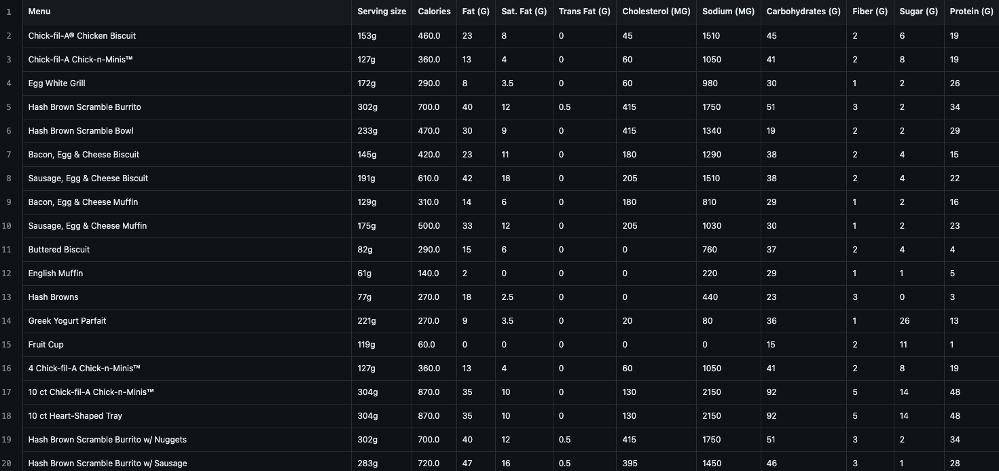 1 Menu Serving size Calories Fat (G) Sat. Fat (G) Trans Fat (G) Cholesterol (MG) Sodium (MG) Carbohydrates (G) Fiber (G) Sugar (G) Protein (G)
2 Chick-fil-A® Chicken Biscuit 153g 460.0 23 8 0 45 1510 45 2 6 19
3 Chick-fil-A Chick-n-Minis™ 127g 360.0 13 4 0 60 1050 41 2 8 19
4 Egg White Grill 172g 290.0 8 3.5 0 60 980 30 1 2 26
5 Hash Brown Scramble Burrito 302g 700.0 40 12 0.5 415 1750 51 3 2 34
6 Hash Brown Scramble Bowl 233g 470.0 30 9 0 415 1340 19 2 2 29
7 Bacon, Egg & Cheese Biscuit 145g 420.0 23 11 0 180 1290 38 2 4 15
8 Sausage, Egg & Cheese Biscuit 191g 610.0 42 18 0 205 1510 38 2 4 22
9 Bacon, Egg & Cheese Muffin 129g 310.0 14 6 0 180 810 29 1 2 16
10 Sausage, Egg & Cheese Muffin 175g 500.0 33 12 0 205 1030 30 1 2 23
11 Buttered Biscuit 82g 290.0 15 6 0 0 760 37 2 4 4
12 English Muffin 61g 140.0 2 0 0 0 220 29 1 1 5
13 Hash Browns 77g 270.0 18 2.5 0 0 440 23 3 0 3
14 Greek Yogurt Parfait 221g 270.0 9 3.5 0 20 80 36 1 26 13
15 Fruit Cup 119g 60.0 0 0 0 0 0 15 2 11 1
16 4 Chick-fil-A Chick-n-Minis™ 127g 360.0 13 4 0 60 1050 41 2 8 19
17 10 ct Chick-fil-A Chick-n-Minis™ 304g 870.0 35 10 0 130 2150 92 5 14 48
18 10 ct Heart-Shaped Tray 304g 870.0 35 10 0 130 2150 92 5 14 48
19 Hash Brown Scramble Burrito w/ Nuggets 302g 700.0 40 12 0.5 415 1750 51 3 2 34
20 Hash Brown Scramble Burrito w/ Sausage 283g 720.0 47 16 0.5 395 1450 46 3 1 28